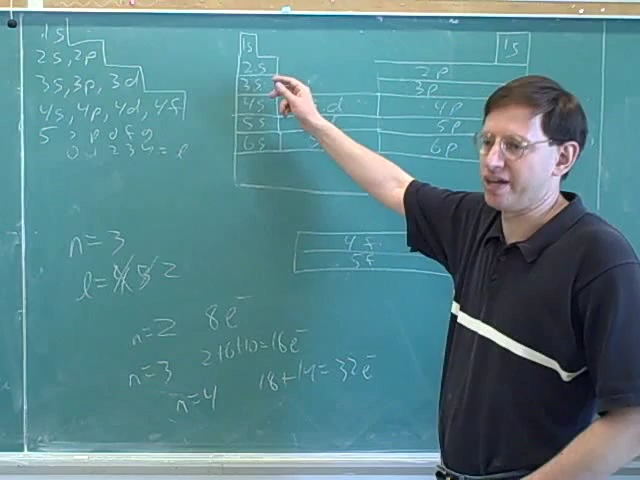 1s
2s, 2p
3s, 3p, 3d
4s, 4p, 4d, 4f
5 s p d f g
0 1 2 3 4 = l
1s
2s
3s
4s d
5s
6s
1s
2p
3p
4p
5p
6p
4f
5f
n=3
l = 2
n=2 8e⁻
n=3 2+6+10=18e⁻
n=4 18+14=32e⁻